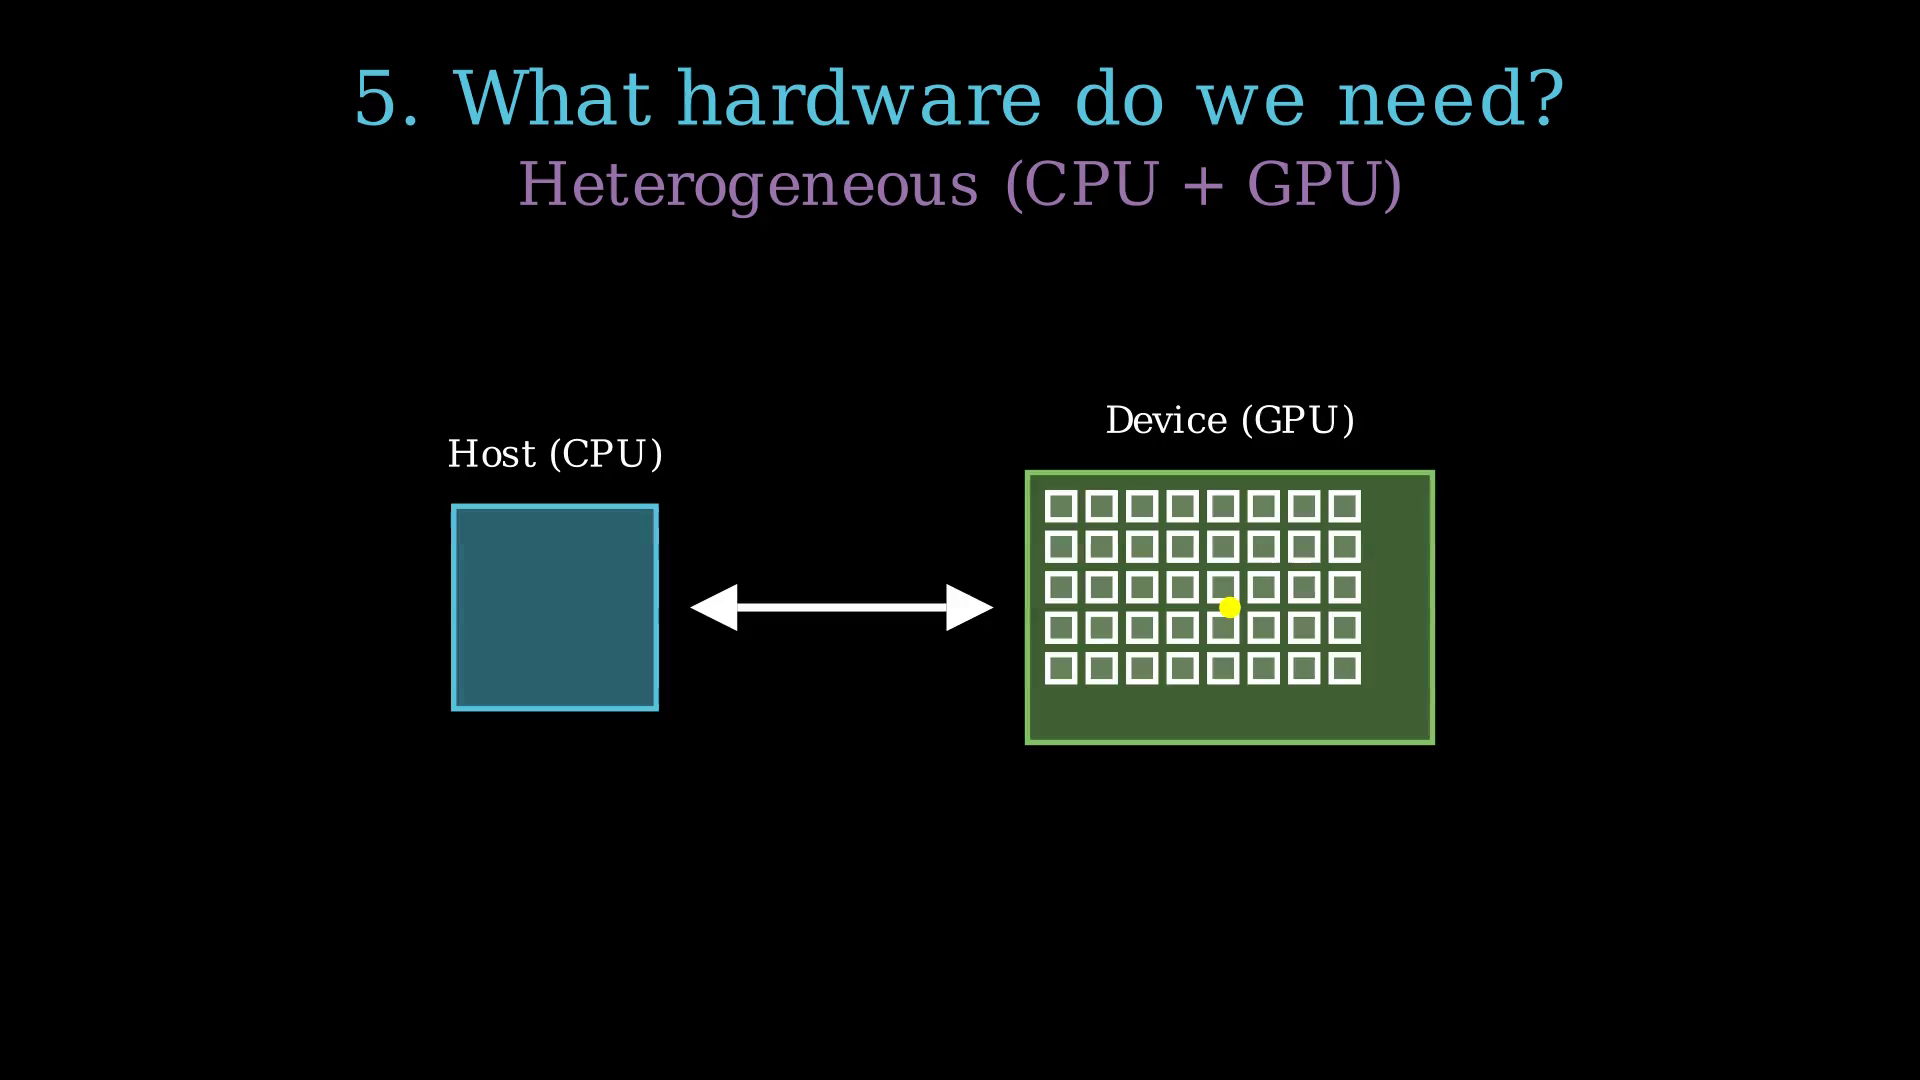 5. What hardware do we need?
Heterogeneous (CPU + GPU)
Host (CPU)
Device (GPU)